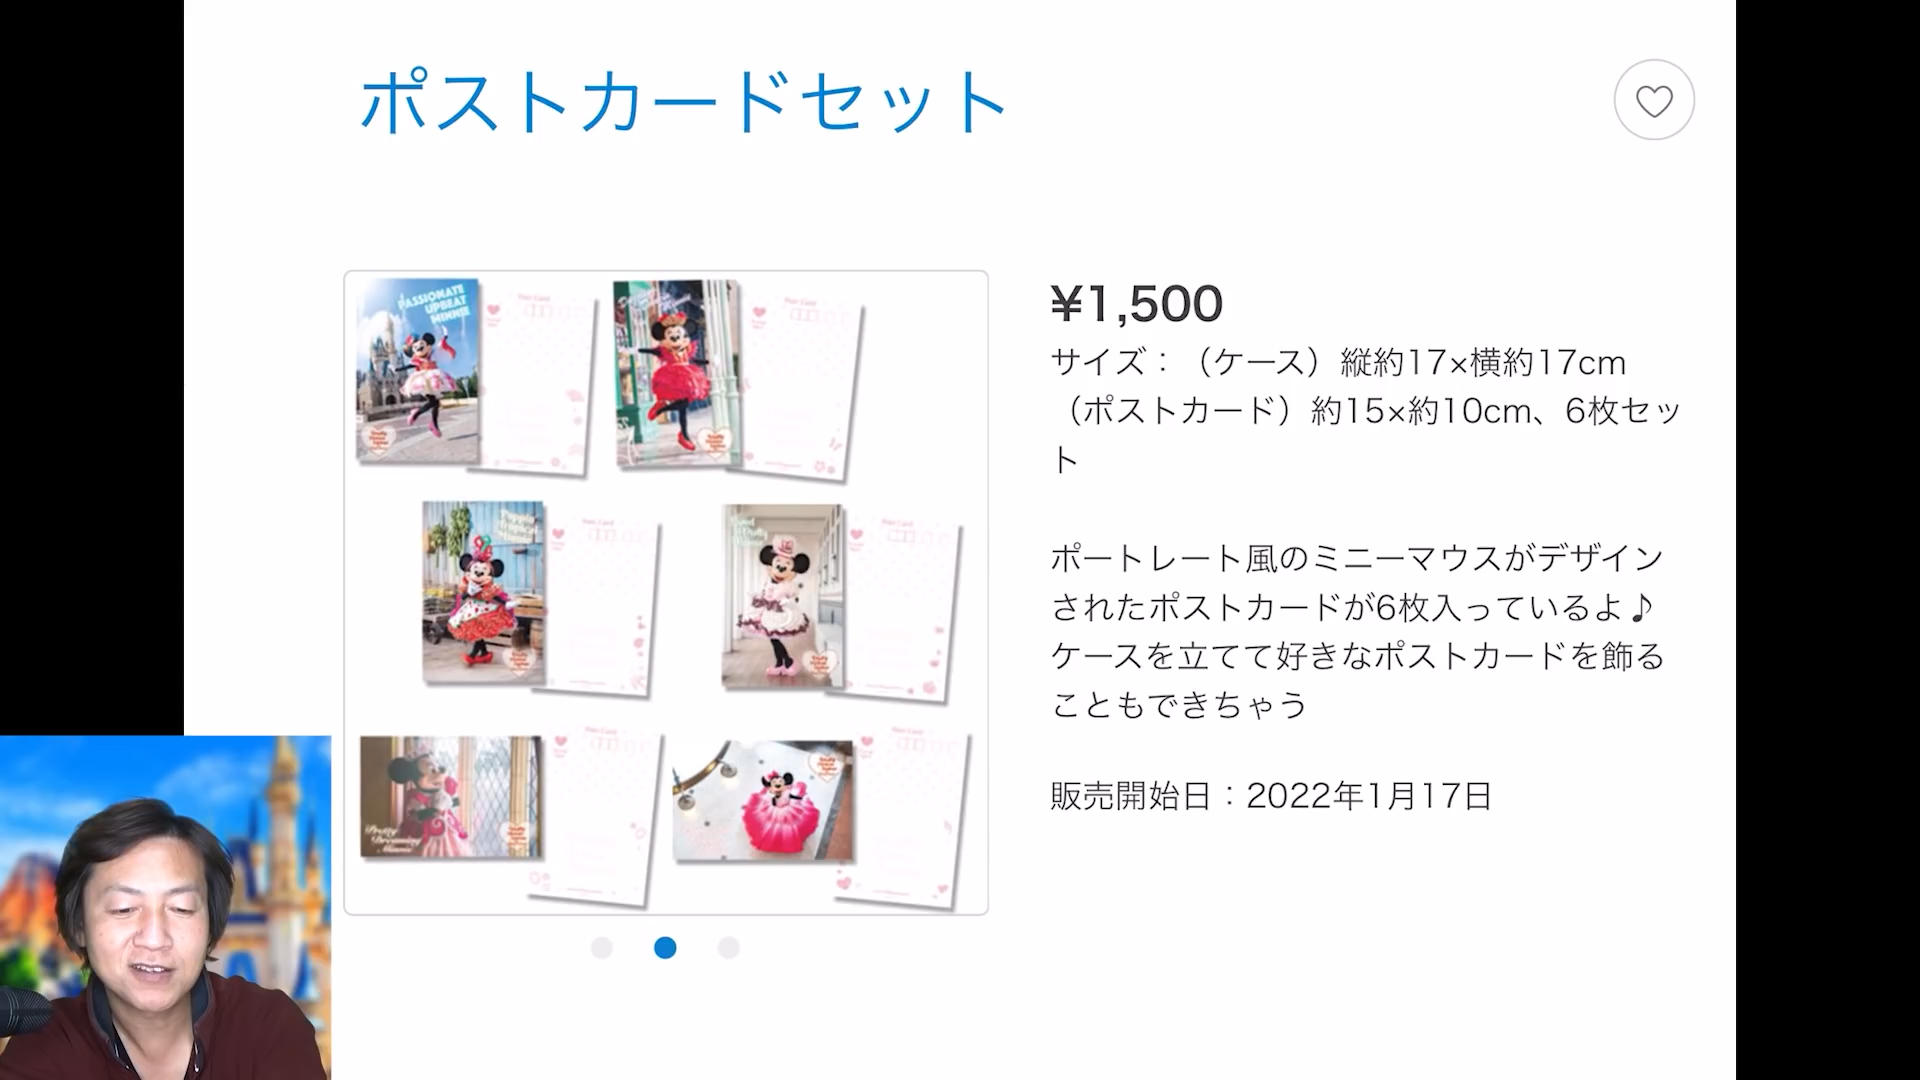 ポストカードセット
¥1,500
サイズ：（ケース）縦約17×横約17cm
（ポストカード）約15×約10cm、6枚セッ
ト
ポートレート風のミニーマウスがデザイン
されたポストカードが6枚入っているよ♪
ケースを立てて好きなポストカードを飾る
こともできちゃう
販売開始日：2022年1月17日
PASSIONATE
UPBEAT
MINNIE
Pretty
Dreaming
Minnie